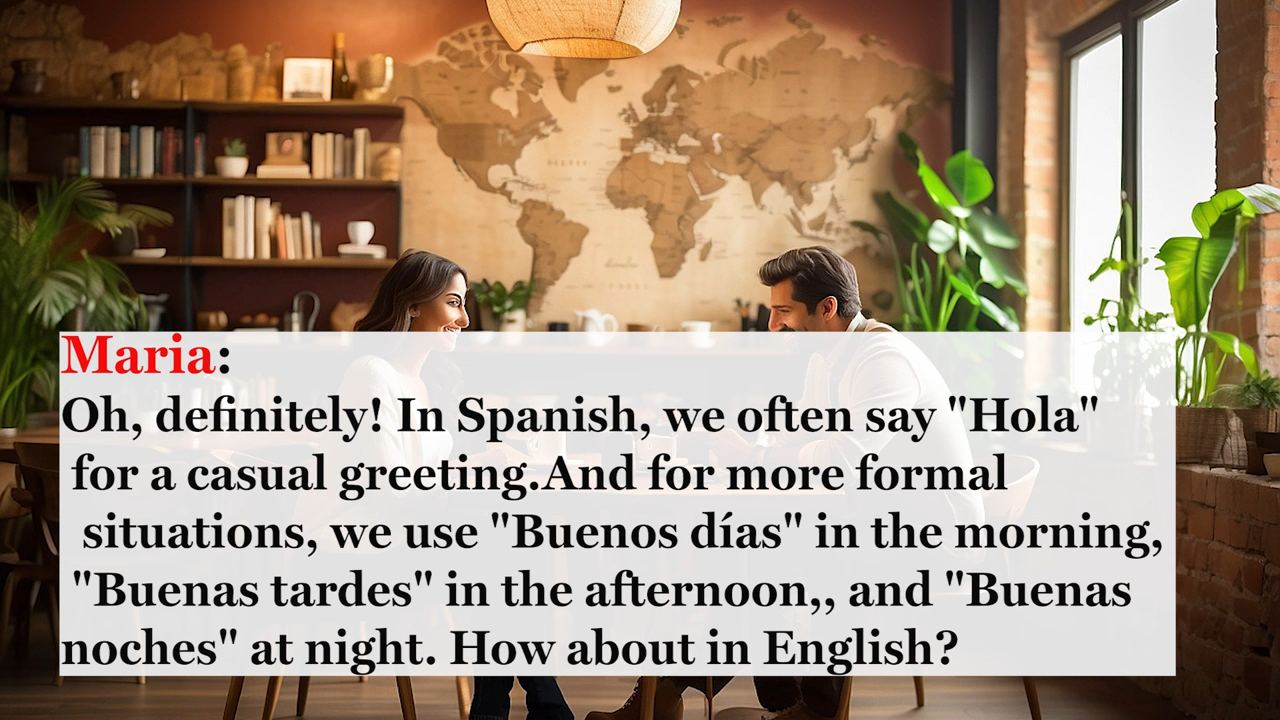 Maria:
Oh, definitely! In Spanish, we often say "Hola"
for a casual greeting.And for more formal
situations, we use "Buenos días" in the morning,
"Buenas tardes" in the afternoon,, and "Buenas
noches" at night. How about in English?